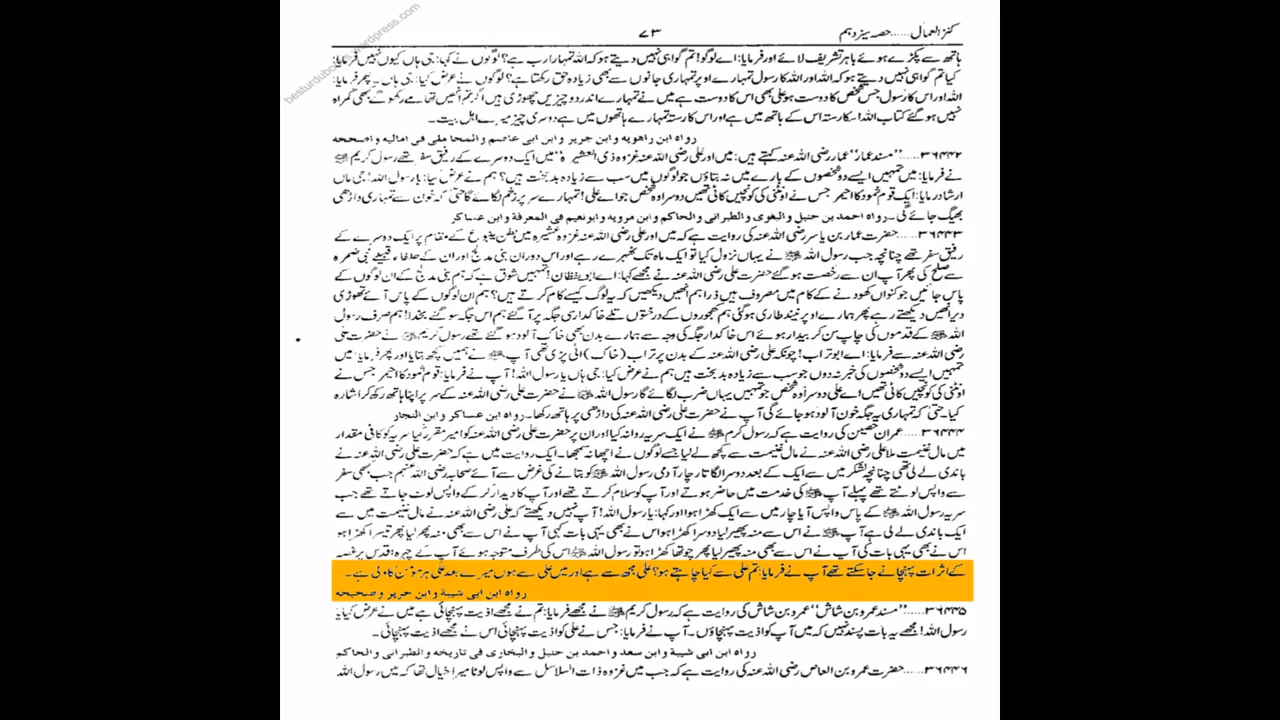 کنز العمال ...... حصہ سیزدہم ۷۳
ہاتھ سے پکڑے ہوئے باہر تشریف لائے اور فرمایا: اے لوگو! تم گواہی نہیں دیتے ہو کہ اللہ تمہارا رب ہے؟ لوگوں نے کہا: جی ہاں کیوں نہیں فرمایا:
کیا تم گواہی نہیں دیتے ہو کہ اللہ اور اللہ کا رسول تمہارے اوپر تمہاری جانوں سے بھی زیادہ حق رکھتا ہے؟ لوگوں نے عرض کیا: جی ہاں۔ پھر فرمایا:
اللہ اور اس کا رسول جس شخص کا دوست ہو علی بھی اس کا دوست ہے میں نے تمہارے اندر دو چیزیں چھوڑی ہیں اگر تم انہیں تھامے رکھو گے بھی گمراہ
نہیں ہو گے کتاب اللہ اسکا رستہ اس کے ہاتھ میں ہے اور اس کا رستہ تمہارے ہاتھوں میں ہے دوسری چیز میرے اہل بیت۔
رواہ ابن راھویہ وابن جریر وابن ابی عاصم والمحاملی فی امالیہ واصححہ
۳۶۴۴۲......"مسند عمار" عمار رضی اللہ عنہ کہتے ہیں: میں اور علی رضی اللہ عنہ غزوہ ذی العشیرہ میں ایک دوسرے کے رفیق سفر تھے رسول کریم ﷺ
نے فرمایا: میں تمہیں ایسے دو شخصوں کے بارے میں نہ بتاؤں جو لوگوں میں سب سے زیادہ بدبخت ہیں؟ ہم نے عرض کیا: یا رسول اللہ! جی ہاں
ارشاد فرمایا: ایک قوم ثمود کا احیمر جس نے اونٹنی کی کونچیں کاٹی تھیں دوسرا وہ شخص جو اے علی! تمہارے سر پر زخم لگائے گا حتیٰ کہ خون سے تمہاری داڑھی
بھیگ جائے گی۔ رواہ احمد بن حنبل والبغوی والطبرانی والحاکم وابن مردویہ وابونعیم فی المعرفۃ وابن عساکر
۳۶۴۴۳......حضرت عمار بن یاسر رضی اللہ عنہ کی روایت ہے کہ میں اور علی رضی اللہ عنہ غزوہ عشیرہ میں بطن ینبوع کے مقام پر ایک دوسرے کے
رفیق سفر تھے چنانچہ جب رسول اللہ ﷺ نے یہاں نزول کیا تو ایک ماہ تک ٹھہرے رہے اور اس دوران بنی مدلج اور ان کے حلفاء قبیلے بنی ضمرہ
سے صلح کی پھر آپ ان سے رخصت ہو گئے حضرت علی رضی اللہ عنہ نے مجھے کہا: اے ابویقظان! تمہیں شوق ہے کہ ہم بنی مدلج کے ان لوگوں کے
پاس جائیں جو کنواں کھودنے کے کام میں مصروف ہیں ذرا ہم انھیں دیکھیں کہ یہ لوگ کیسے کام کرتے ہیں؟ ہم ان لوگوں کے پاس آئے تھوڑی
دیر انھیں دیکھتے رہے پھر ہمارے اوپر نیند طاری ہو گئی ہم کھجوروں کے درختوں تلے خاکدار سی جگہ پر آ گئے ہم اس جگہ سو گئے بخدا! ہم صرف رسول
اللہ ﷺ کے قدموں کی چاپ سن کر بیدار ہوئے اس خاکدار جگہ کی وجہ سے ہمارے بدن بھی خاک آلود ہو گئے تھے رسول کریم ﷺ نے حضرت علی
رضی اللہ عنہ سے فرمایا: اے ابوتراب! چونکہ علی رضی اللہ عنہ کے بدن پر تراب (خاک) اٹی پڑی تھی آپ ﷺ نے ہمیں کچھ بتایا اور پھر فرمایا: میں
تمہیں ایسے دو شخصوں کی خبر نہ دوں جو سب سے زیادہ بدبخت ہیں ہم نے عرض کیا: جی ہاں یا رسول اللہ! آپ نے فرمایا: قوم ثمود کا احیمر جس نے
اونٹنی کی کونچیں کاٹی تھیں اے علی دوسرا وہ شخص جو تمہیں یہاں ضرب لگائے گا رسول اللہ ﷺ نے حضرت علی رضی اللہ عنہ کے سر پر اپنا ہاتھ رکھ کر اشارہ
کیا۔ حتیٰ کہ تمہاری یہ جگہ خون آلود ہو جائے گی آپ نے حضرت علی رضی اللہ عنہ کی داڑھی پر ہاتھ رکھا۔ رواہ ابن عساکر وابن النجار
۳۶۴۴۴......عمران حصین کی روایت ہے کہ رسول کرم ﷺ نے ایک سریہ روانہ کیا اور ان پر حضرت علی رضی اللہ عنہ کو امیر مقرر کیا سریہ کو کافی مقدار
میں مال غنیمت ملا علی رضی اللہ عنہ نے مال غنیمت سے کچھ لے لیا جسے لوگوں نے اچھا نہ سمجھا۔ ایک روایت میں ہے کہ حضرت علی رضی اللہ عنہ نے
باندی لے لی تھی چنانچہ لشکر میں سے ایک کے بعد دوسرا لگاتار چار آدمی رسول اللہ ﷺ کو بتانے کی غرض سے آئے صحابہ رضی اللہ عنہم جب بھی سفر
سے واپس لوٹتے تھے پہلے آپ ﷺ کی خدمت میں حاضر ہوتے اور آپ کو سلام کرتے تھے اور آپ کا دیدار کر کے واپس لوٹ جاتے تھے جب
سریہ رسول اللہ ﷺ کے پاس واپس آیا چار میں سے ایک کھڑا ہوا اور کہا: یا رسول اللہ! آپ نہیں دیکھتے کہ علی رضی اللہ عنہ نے مال غنیمت میں سے
ایک باندی لے لی ہے آپ ﷺ نے اس سے منہ پھیر لیا دوسرا کھڑا ہوا اس نے بھی یہی بات کہی آپ نے اس سے بھی منہ پھیر لیا پھر تیسرا کھڑا ہوا
اس نے بھی یہی بات کی آپ نے اس سے بھی منہ پھیر لیا پھر چوتھا کھڑا ہوا تو رسول اللہ ﷺ اس کی طرف متوجہ ہوئے آپ کے چہرہ اقدس پر غصہ
کے اثرات پہچانے جا سکتے تھے آپ نے فرمایا: تم علی سے کیا چاہتے ہو؟ علی مجھ سے ہے اور میں علی سے ہوں میرے بعد علی ہر مومن کا ولی ہے۔
رواہ ابن ابی شیبۃ وابن جریر وصححہ
۳۶۴۴۵......"مسند عمرو بن شاش" عمرو بن شاش کی روایت ہے کہ رسول کریم ﷺ نے مجھے فرمایا: تم نے مجھے اذیت پہنچائی ہے میں نے عرض کیا یا
رسول اللہ! مجھے یہ بات پسند نہیں کہ میں آپ کو اذیت پہنچاؤں۔ آپ نے فرمایا: جس نے علی کو اذیت پہنچائی اس نے مجھے اذیت پہنچائی۔
رواہ ابن ابی شیبۃ وابن سعد واحمد بن حنبل والبخاری فی تاریخہ والطبرانی والحاکم
۳۶۴۴۶......حضرت عمرو بن العاص رضی اللہ عنہ کی روایت ہے کہ جب میں غزوہ ذات السلاسل سے واپس لوٹا میرا خیال تھا کہ میں رسول اللہ